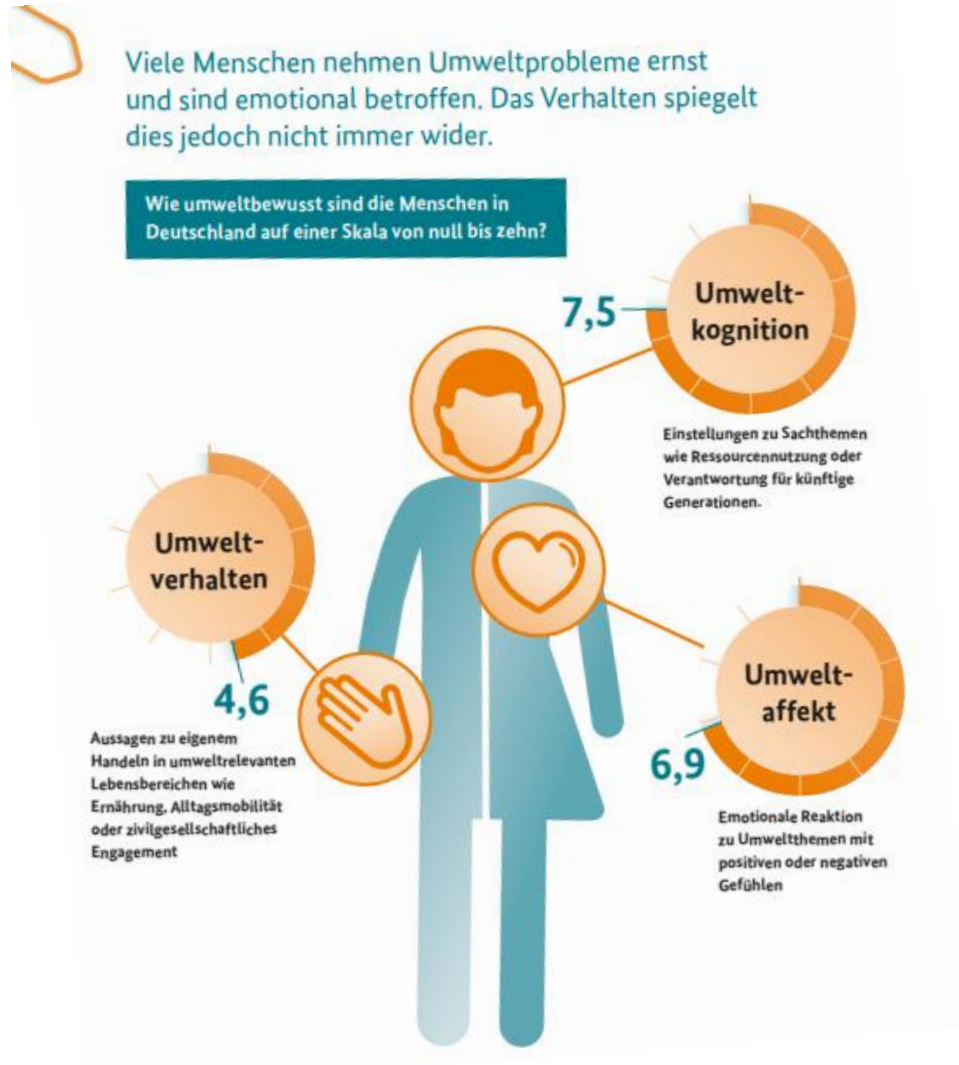 Viele Menschen nehmen Umweltprobleme ernst
und sind emotional betroffen. Das Verhalten spiegelt
dies jedoch nicht immer wider.
Wie umweltbewusst sind die Menschen in
Deutschland auf einer Skala von null bis zehn?
7,5
Umwelt-
kognition
Einstellungen zu Sachthemen
wie Ressourcennutzung oder
Verantwortung für künftige
Generationen.
Umwelt-
verhalten
4,6
Aussagen zu eigenem
Handeln in umweltrelevanten
Lebensbereichen wie
Ernährung, Alltagsmobilität
oder zivilgesellschaftliches
Engagement
Umwelt-
affekt
6,9
Emotionale Reaktion
zu Umweltthemen mit
positiven oder negativen
Gefühlen